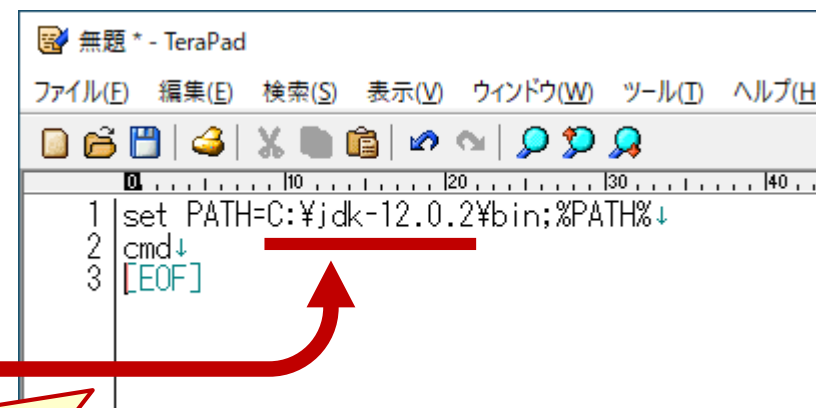 無題 * - TeraPad
ファイル(F) 編集(E) 検索(S) 表示(V) ウィンドウ(W) ツール(T) ヘルプ(H
0 10 20 30 40
1 set PATH=C:¥jdk-12.0.2¥bin;%PATH%↓
2 cmd↓
3 [EOF]